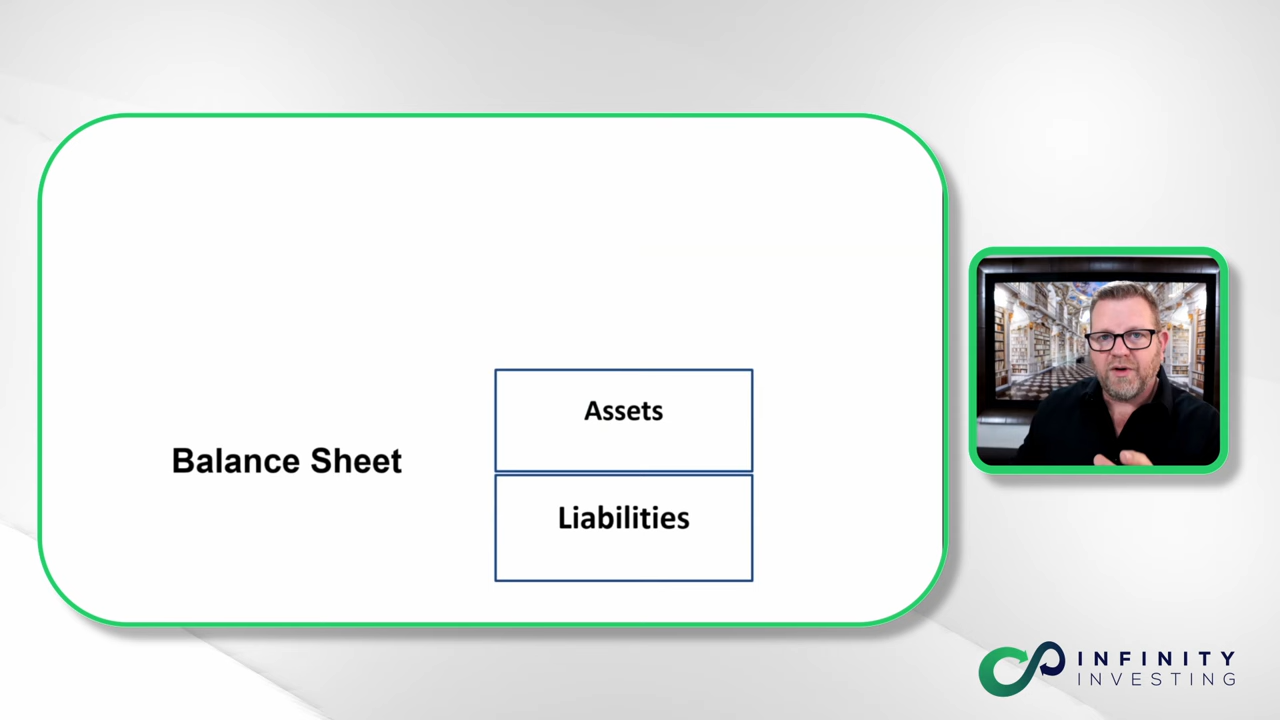 Assets
Balance Sheet
Liabilities
INFINITY
INVESTING